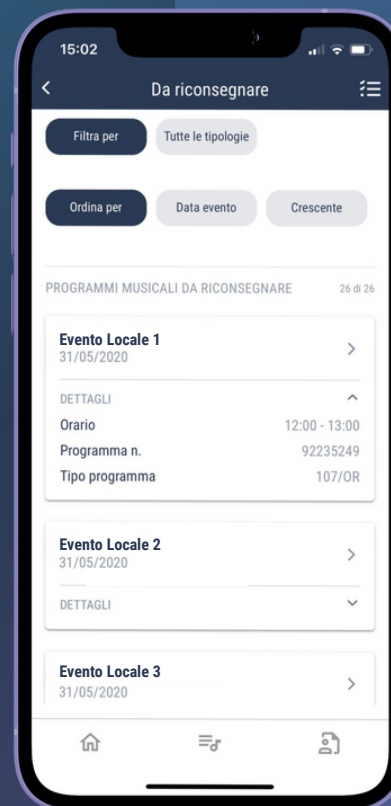 15:02
Da riconsegnare
Filtra per
Tutte le tipologie
Ordina per
Data evento
Crescente
PROGRAMMI MUSICALI DA RICONSEGNARE 26 di 26
Evento Locale 1
31/05/2020
DETTAGLI
Orario 12:00 - 13:00
Programma n. 92235249
Tipo programma 107/OR
Evento Locale 2
31/05/2020
DETTAGLI
Evento Locale 3
31/05/2020